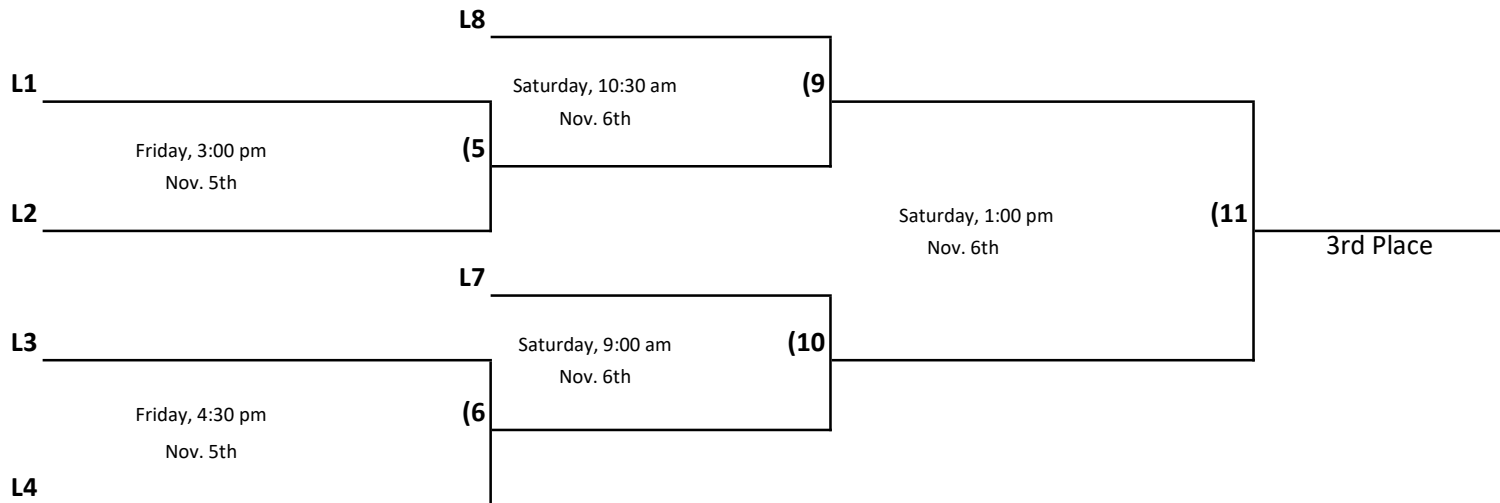 L8
L1
Saturday, 10:30 am
(9
Nov. 6th
Friday, 3:00 pm
(5
Nov. 5th
L2
Saturday, 1:00 pm
(11
Nov. 6th
3rd Place
L7
L3
Saturday, 9:00 am
(10
Nov. 6th
Friday, 4:30 pm
(6
Nov. 5th
L4